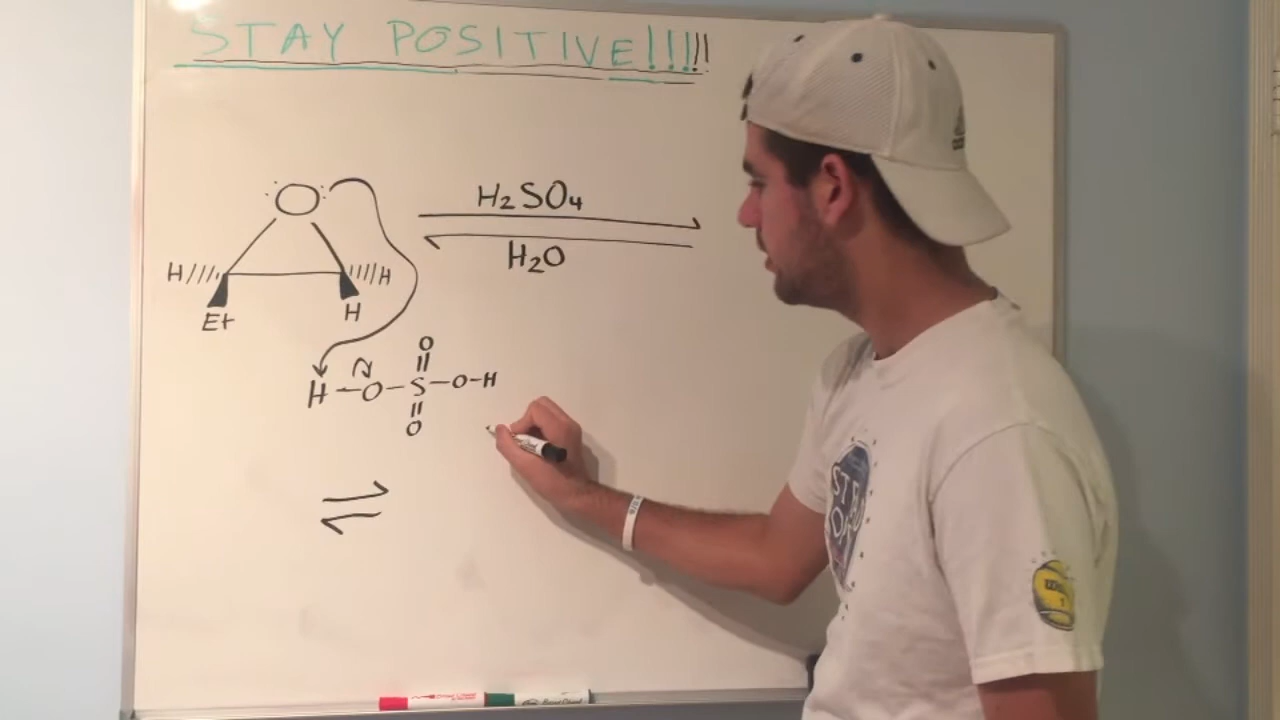 STAY POSITIVE!!!!!
:O:
H H
Et H
H2SO4
H2O
O
H-O-S-O-H
O